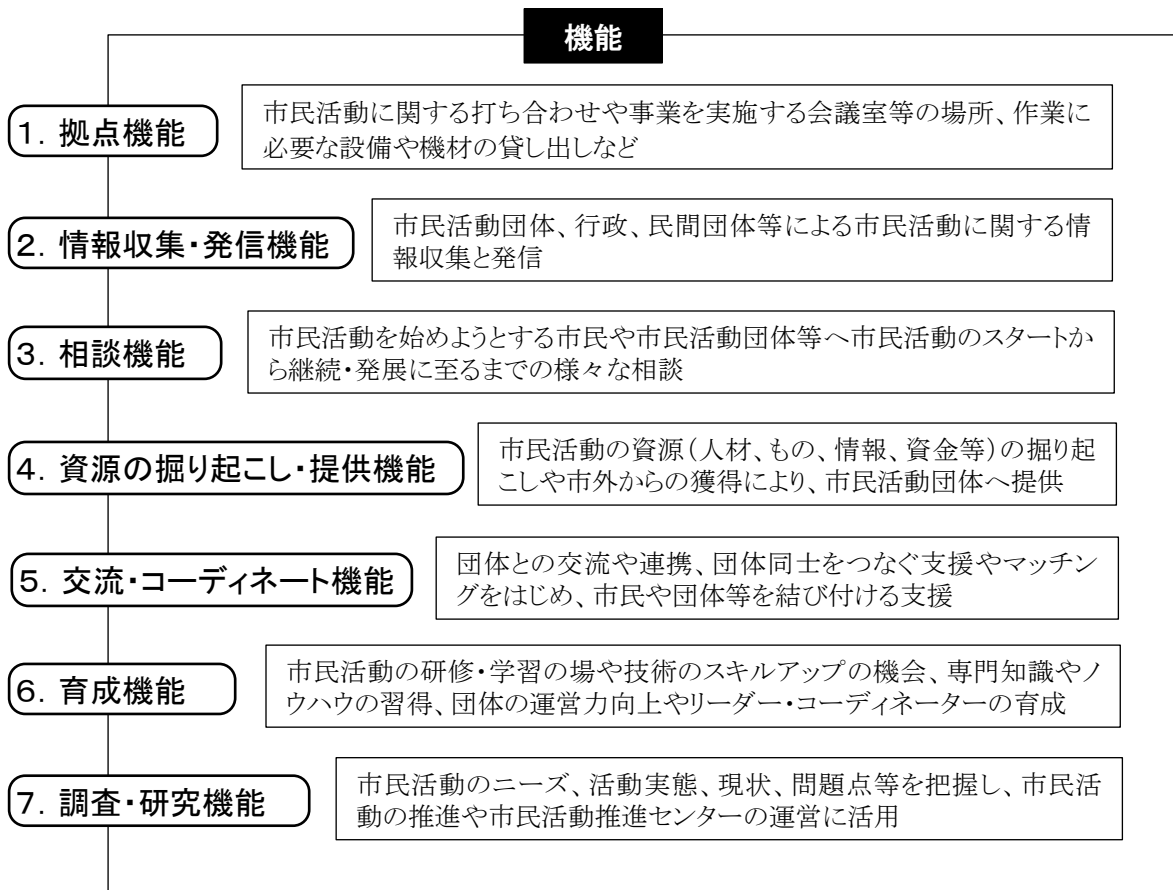 機能
1．拠点機能
市民活動に関する打ち合わせや事業を実施する会議室等の場所、作業に
必要な設備や機材の貸し出しなど
2．情報収集・発信機能
市民活動団体、行政、民間団体等による市民活動に関する情
報収集と発信
3．相談機能
市民活動を始めようとする市民や市民活動団体等へ市民活動のスタートか
ら継続・発展に至るまでの様々な相談
4．資源の掘り起こし・提供機能
市民活動の資源（人材、もの、情報、資金等）の掘り起
こしや市外からの獲得により、市民活動団体へ提供
5．交流・コーディネート機能
団体との交流や連携、団体同士をつなぐ支援やマッチン
グをはじめ、市民や団体等を結び付ける支援
6．育成機能
市民活動の研修・学習の場や技術のスキルアップの機会、専門知識やノ
ウハウの習得、団体の運営力向上やリーダー・コーディネーターの育成
7．調査・研究機能
市民活動のニーズ、活動実態、現状、問題点等を把握し、市民活
動の推進や市民活動推進センターの運営に活用